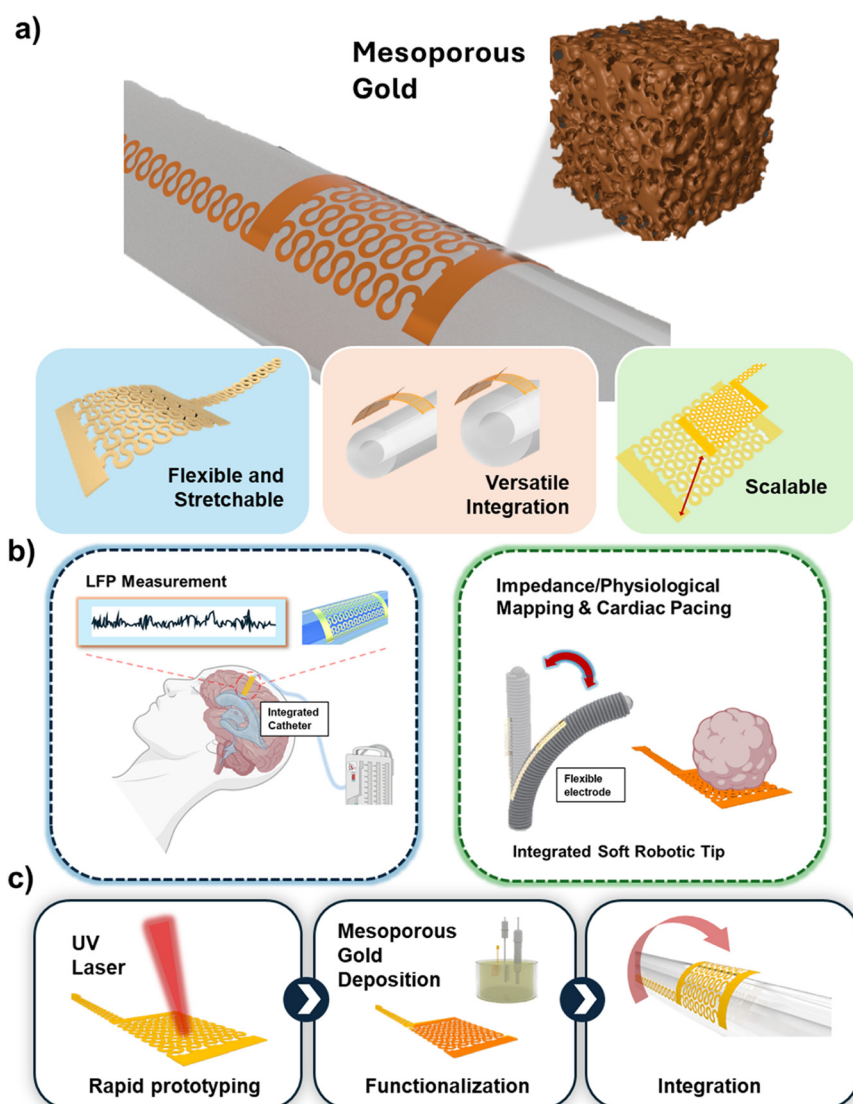 a)
Mesoporous
Gold
Flexible and
Stretchable
Versatile
Integration
Scalable
b)
LFP Measurement
Integrated
Catheter
Impedance/Physiological
Mapping & Cardiac Pacing
Flexible
electrode
Integrated Soft Robotic Tip
c)
UV
Laser
Rapid prototyping
Mesoporous
Gold
Deposition
Functionalization
Integration